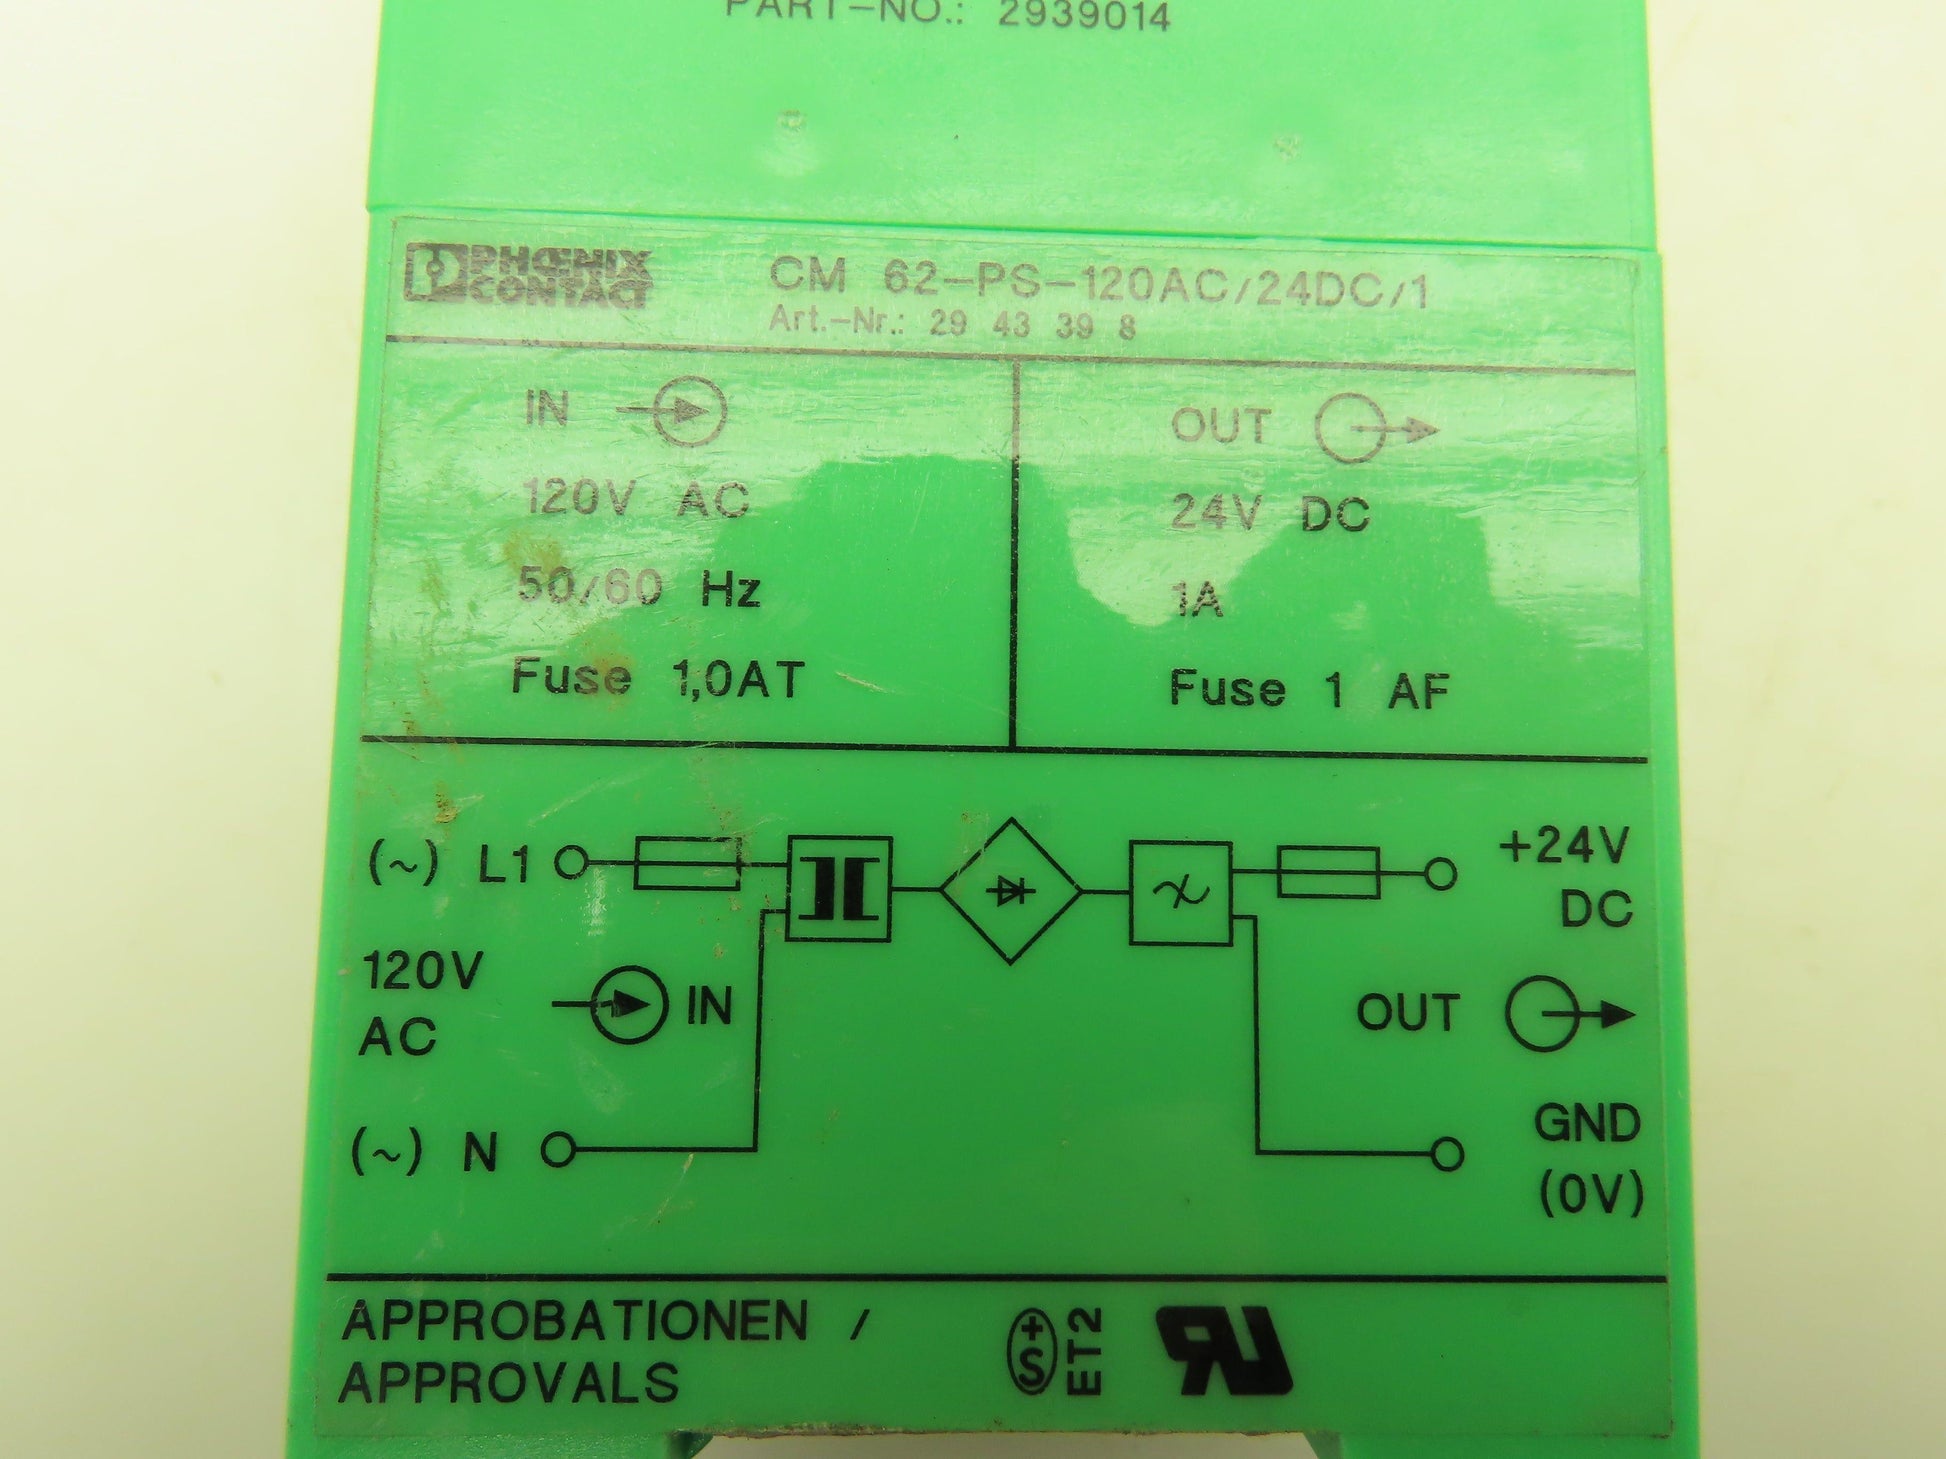 PART-NO.: 2939014
PHŒNIX
CONTACT
CM 62-PS-120AC/24DC/1
Art.-Nr.: 29 43 39 8
IN
120V AC
50/60 Hz
Fuse 1,0AT
OUT
24V DC
1A
Fuse 1 AF
(~) L1
+24V
DC
120V
AC
IN
OUT
(~) N
GND
(0V)
APPROBATIONEN /
APPROVALS
S+
ET2
RU